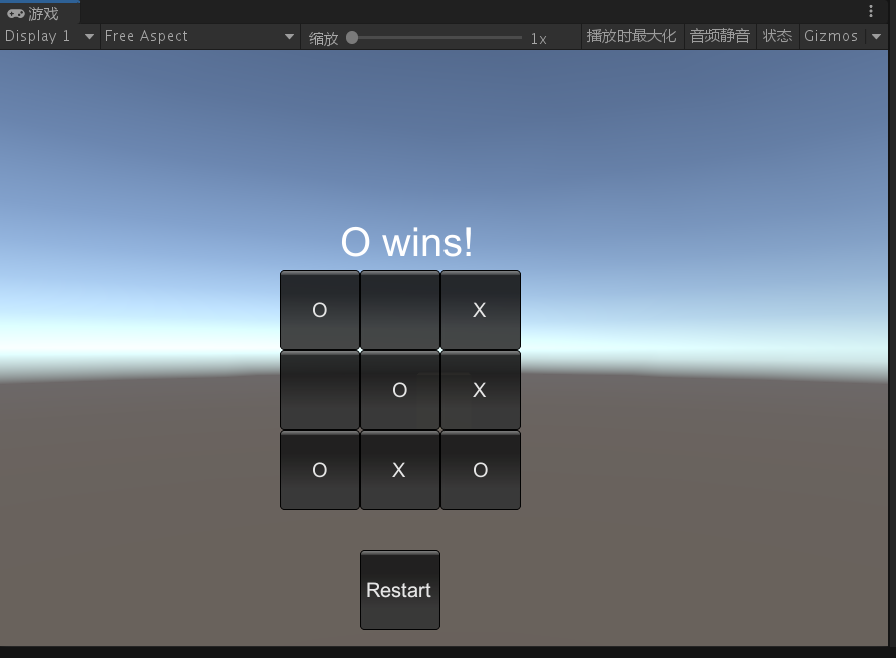 游戏
Display 1 Free Aspect 缩放 1x 播放时最大化 音频静音 状态 Gizmos
O wins!
O X
O X
O X O
Restart